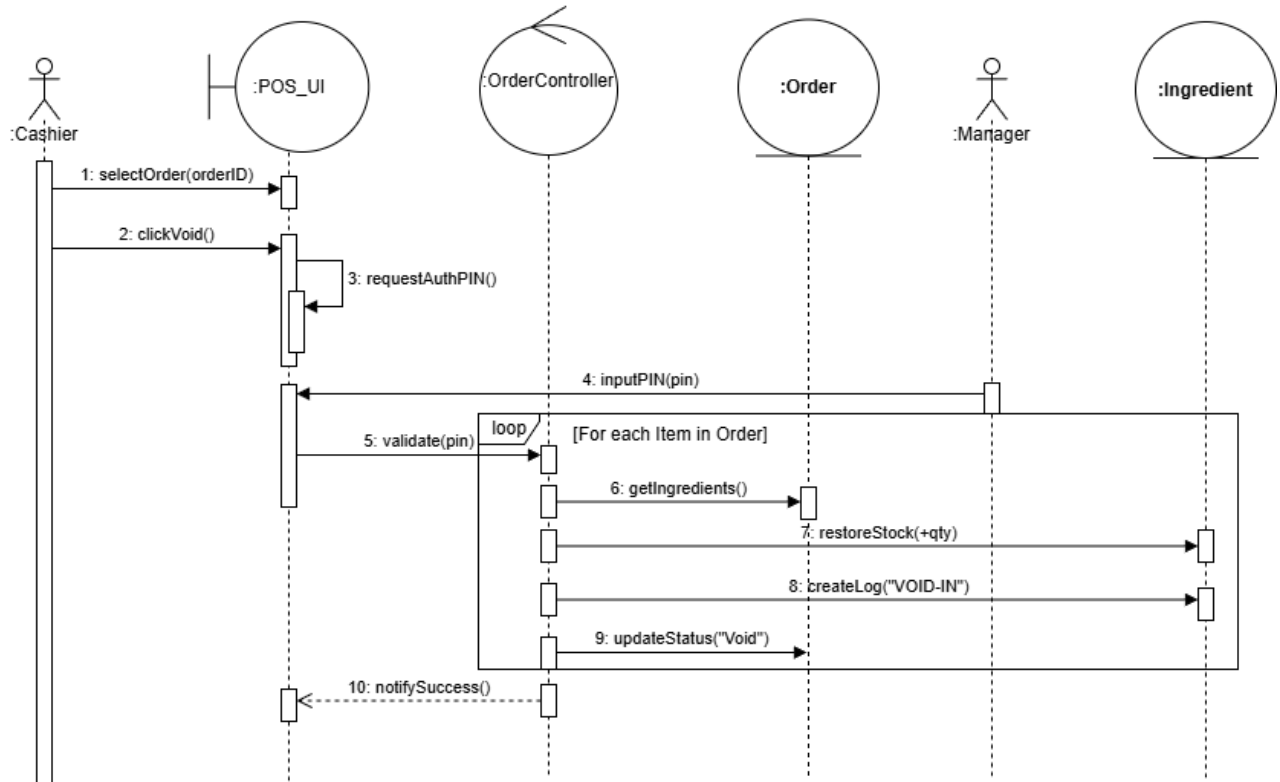 :Cashier
:POS_UI
:OrderController
:Order
:Manager
:Ingredient
1: selectOrder(orderID)
2: clickVoid()
3: requestAuthPIN()
4: inputPIN(pin)
loop
[For each Item in Order]
5: validate(pin)
6: getIngredients()
7: restoreStock(+qty)
8: createLog("VOID-IN")
9: updateStatus("Void")
10: notifySuccess()